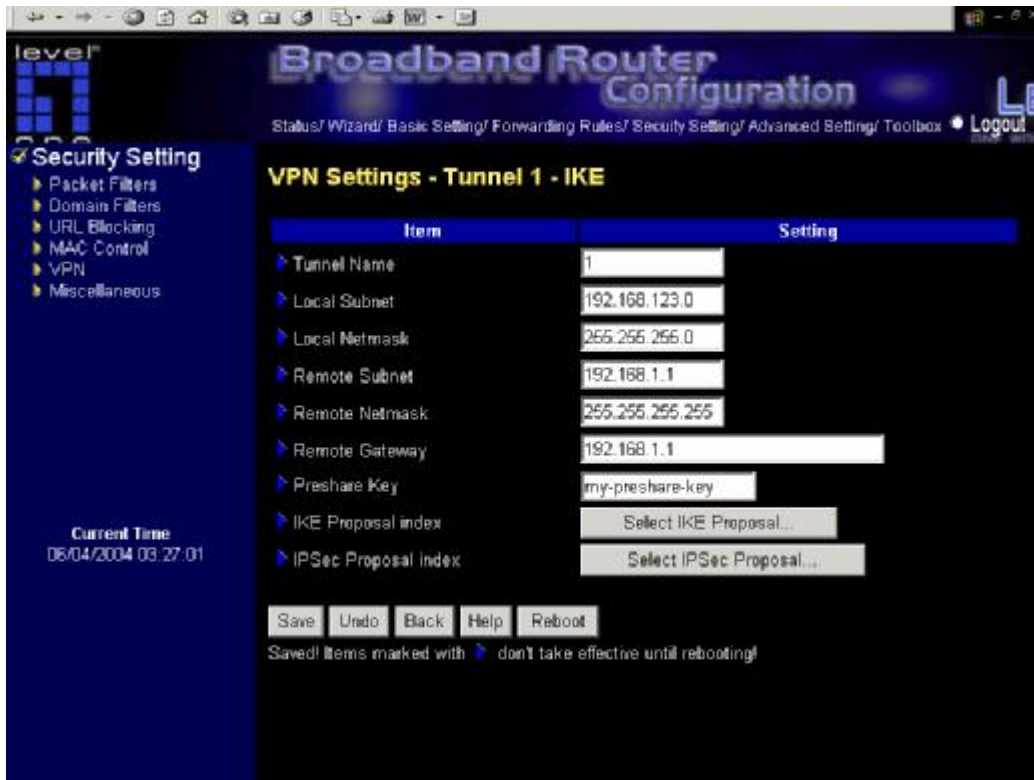 level
Broadband Router
Configuration
Status/ Wizard/ Basic Setting/ Forwarding Rules/ Security Setting/ Advanced Setting/ Toolbox Logout
Security Setting
Packet Filters
Domain Filters
URL Blocking
MAC Control
VPN
Miscellaneous
Current Time
06/04/2004 03:27:01
VPN Settings - Tunnel 1 - IKE
Item Setting
Tunnel Name 1
Local Subnet 192.168.123.0
Local Netmask 255.255.255.0
Remote Subnet 192.168.1.1
Remote Netmask 255.255.255.255
Remote Gateway 192.168.1.1
Preshare Key my-preshare-key
IKE Proposal index Select IKE Proposal...
IPSec Proposal index Select IPSec Proposal...
Save Undo Back Help Reboot
Saved! Items marked with don't take effective until rebooting!